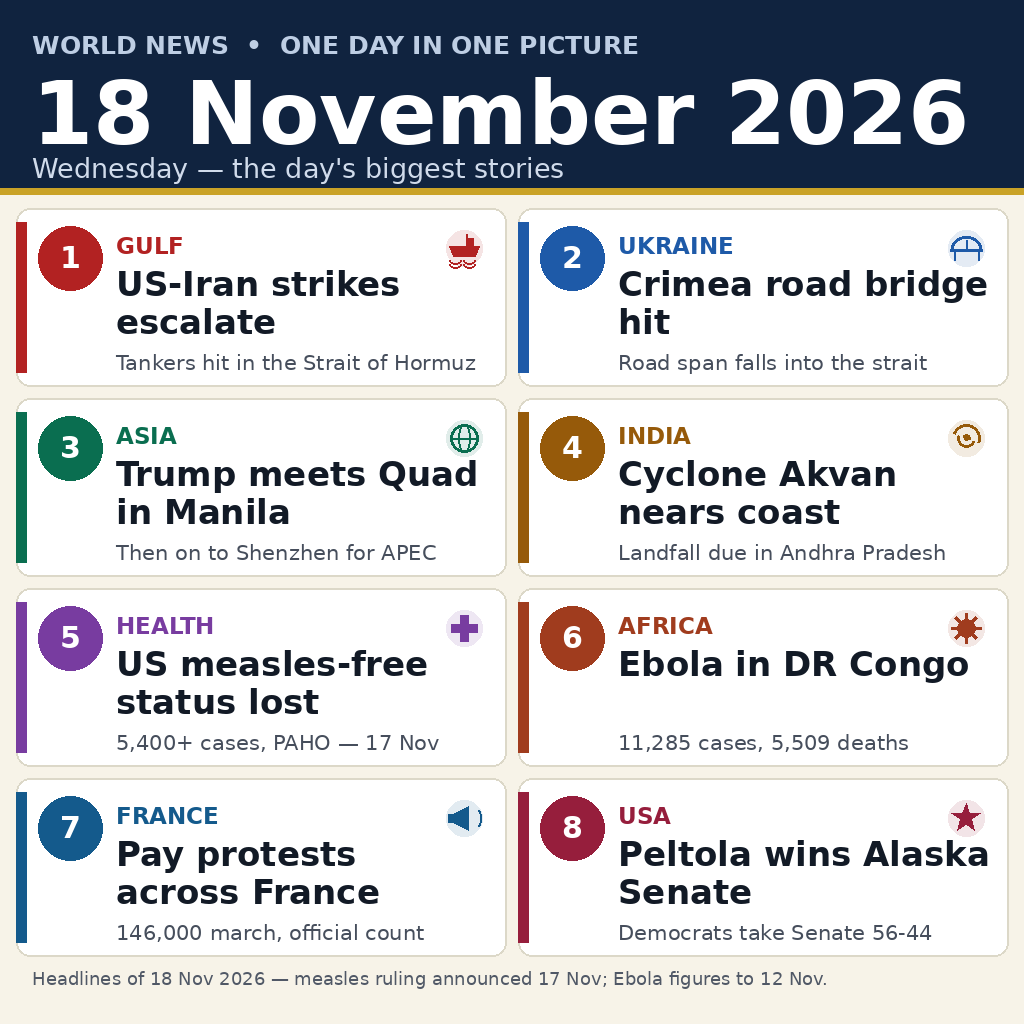 WORLD NEWS • ONE DAY IN ONE PICTURE
18 November 2026
Wednesday — the day's biggest stories
1
GULF
US-Iran strikes
escalate
Tankers hit in the Strait of Hormuz
2
UKRAINE
Crimea road bridge
hit
Road span falls into the strait
3
ASIA
Trump meets Quad
in Manila
Then on to Shenzhen for APEC
4
INDIA
Cyclone Akvan
nears coast
Landfall due in Andhra Pradesh
5
HEALTH
US measles-free
status lost
5,400+ cases, PAHO — 17 Nov
6
AFRICA
Ebola in DR Congo
11,285 cases, 5,509 deaths
7
FRANCE
Pay protests
across France
146,000 march, official count
8
USA
Peltola wins Alaska
Senate
Democrats take Senate 56-44
Headlines of 18 Nov 2026 — measles ruling announced 17 Nov; Ebola figures to 12 Nov.